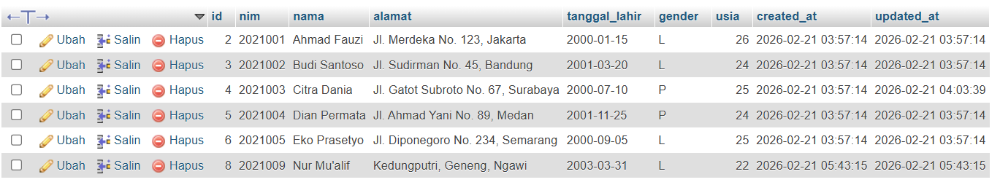 ←T→ id nim nama alamat tanggal_lahir gender usia created_at updated_at
Ubah Salin Hapus 2 2021001 Ahmad Fauzi Jl. Merdeka No. 123, Jakarta 2000-01-15 L 26 2026-02-21 03:57:14 2026-02-21 03:57:14
Ubah Salin Hapus 3 2021002 Budi Santoso Jl. Sudirman No. 45, Bandung 2001-03-20 L 24 2026-02-21 03:57:14 2026-02-21 03:57:14
Ubah Salin Hapus 4 2021003 Citra Dania Jl. Gatot Subroto No. 67, Surabaya 2000-07-10 P 25 2026-02-21 03:57:14 2026-02-21 04:03:39
Ubah Salin Hapus 5 2021004 Dian Permata Jl. Ahmad Yani No. 89, Medan 2001-11-25 P 24 2026-02-21 03:57:14 2026-02-21 03:57:14
Ubah Salin Hapus 6 2021005 Eko Prasetyo Jl. Diponegoro No. 234, Semarang 2000-09-05 L 25 2026-02-21 03:57:14 2026-02-21 03:57:14
Ubah Salin Hapus 8 2021009 Nur Mu'alif Kedungputri, Geneng, Ngawi 2003-03-31 L 22 2026-02-21 05:43:15 2026-02-21 05:43:15